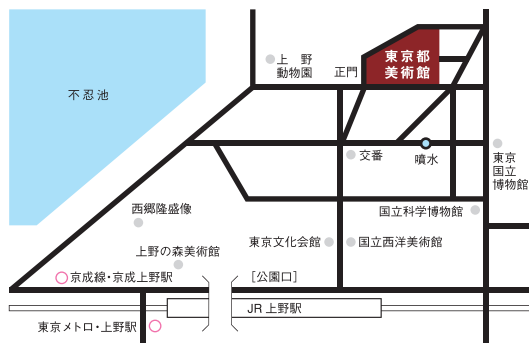 東京都
美術館
上 野
動物園
正門
不忍池
交番
噴水
東京
国立
博物館
西郷隆盛像
国立科学博物館
上野の森美術館
東京文化会館
国立西洋美術館
京成線・京成上野駅
[公園口]
JR 上野駅
東京メトロ・上野駅